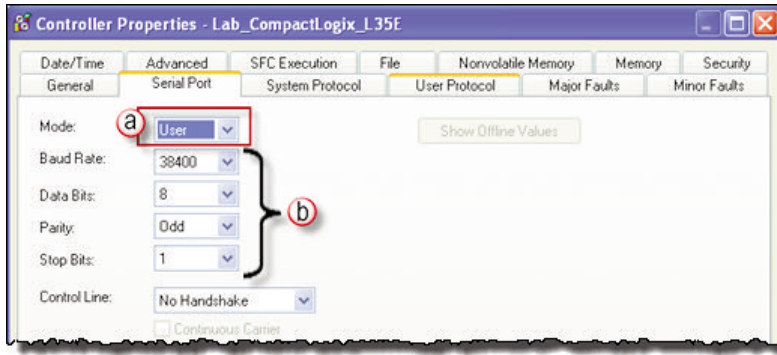 Controller Properties - Lab_CompactLogix_L35E
Date/Time Advanced SFC Execution File Nonvolatile Memory Memory Security
General Serial Port System Protocol User Protocol Major Faults Minor Faults
Mode: a User Show Offline Values
Baud Rate: 38400
Data Bits: 8
Parity: Odd b
Stop Bits: 1
Control Line: No Handshake
Continuous Carrier